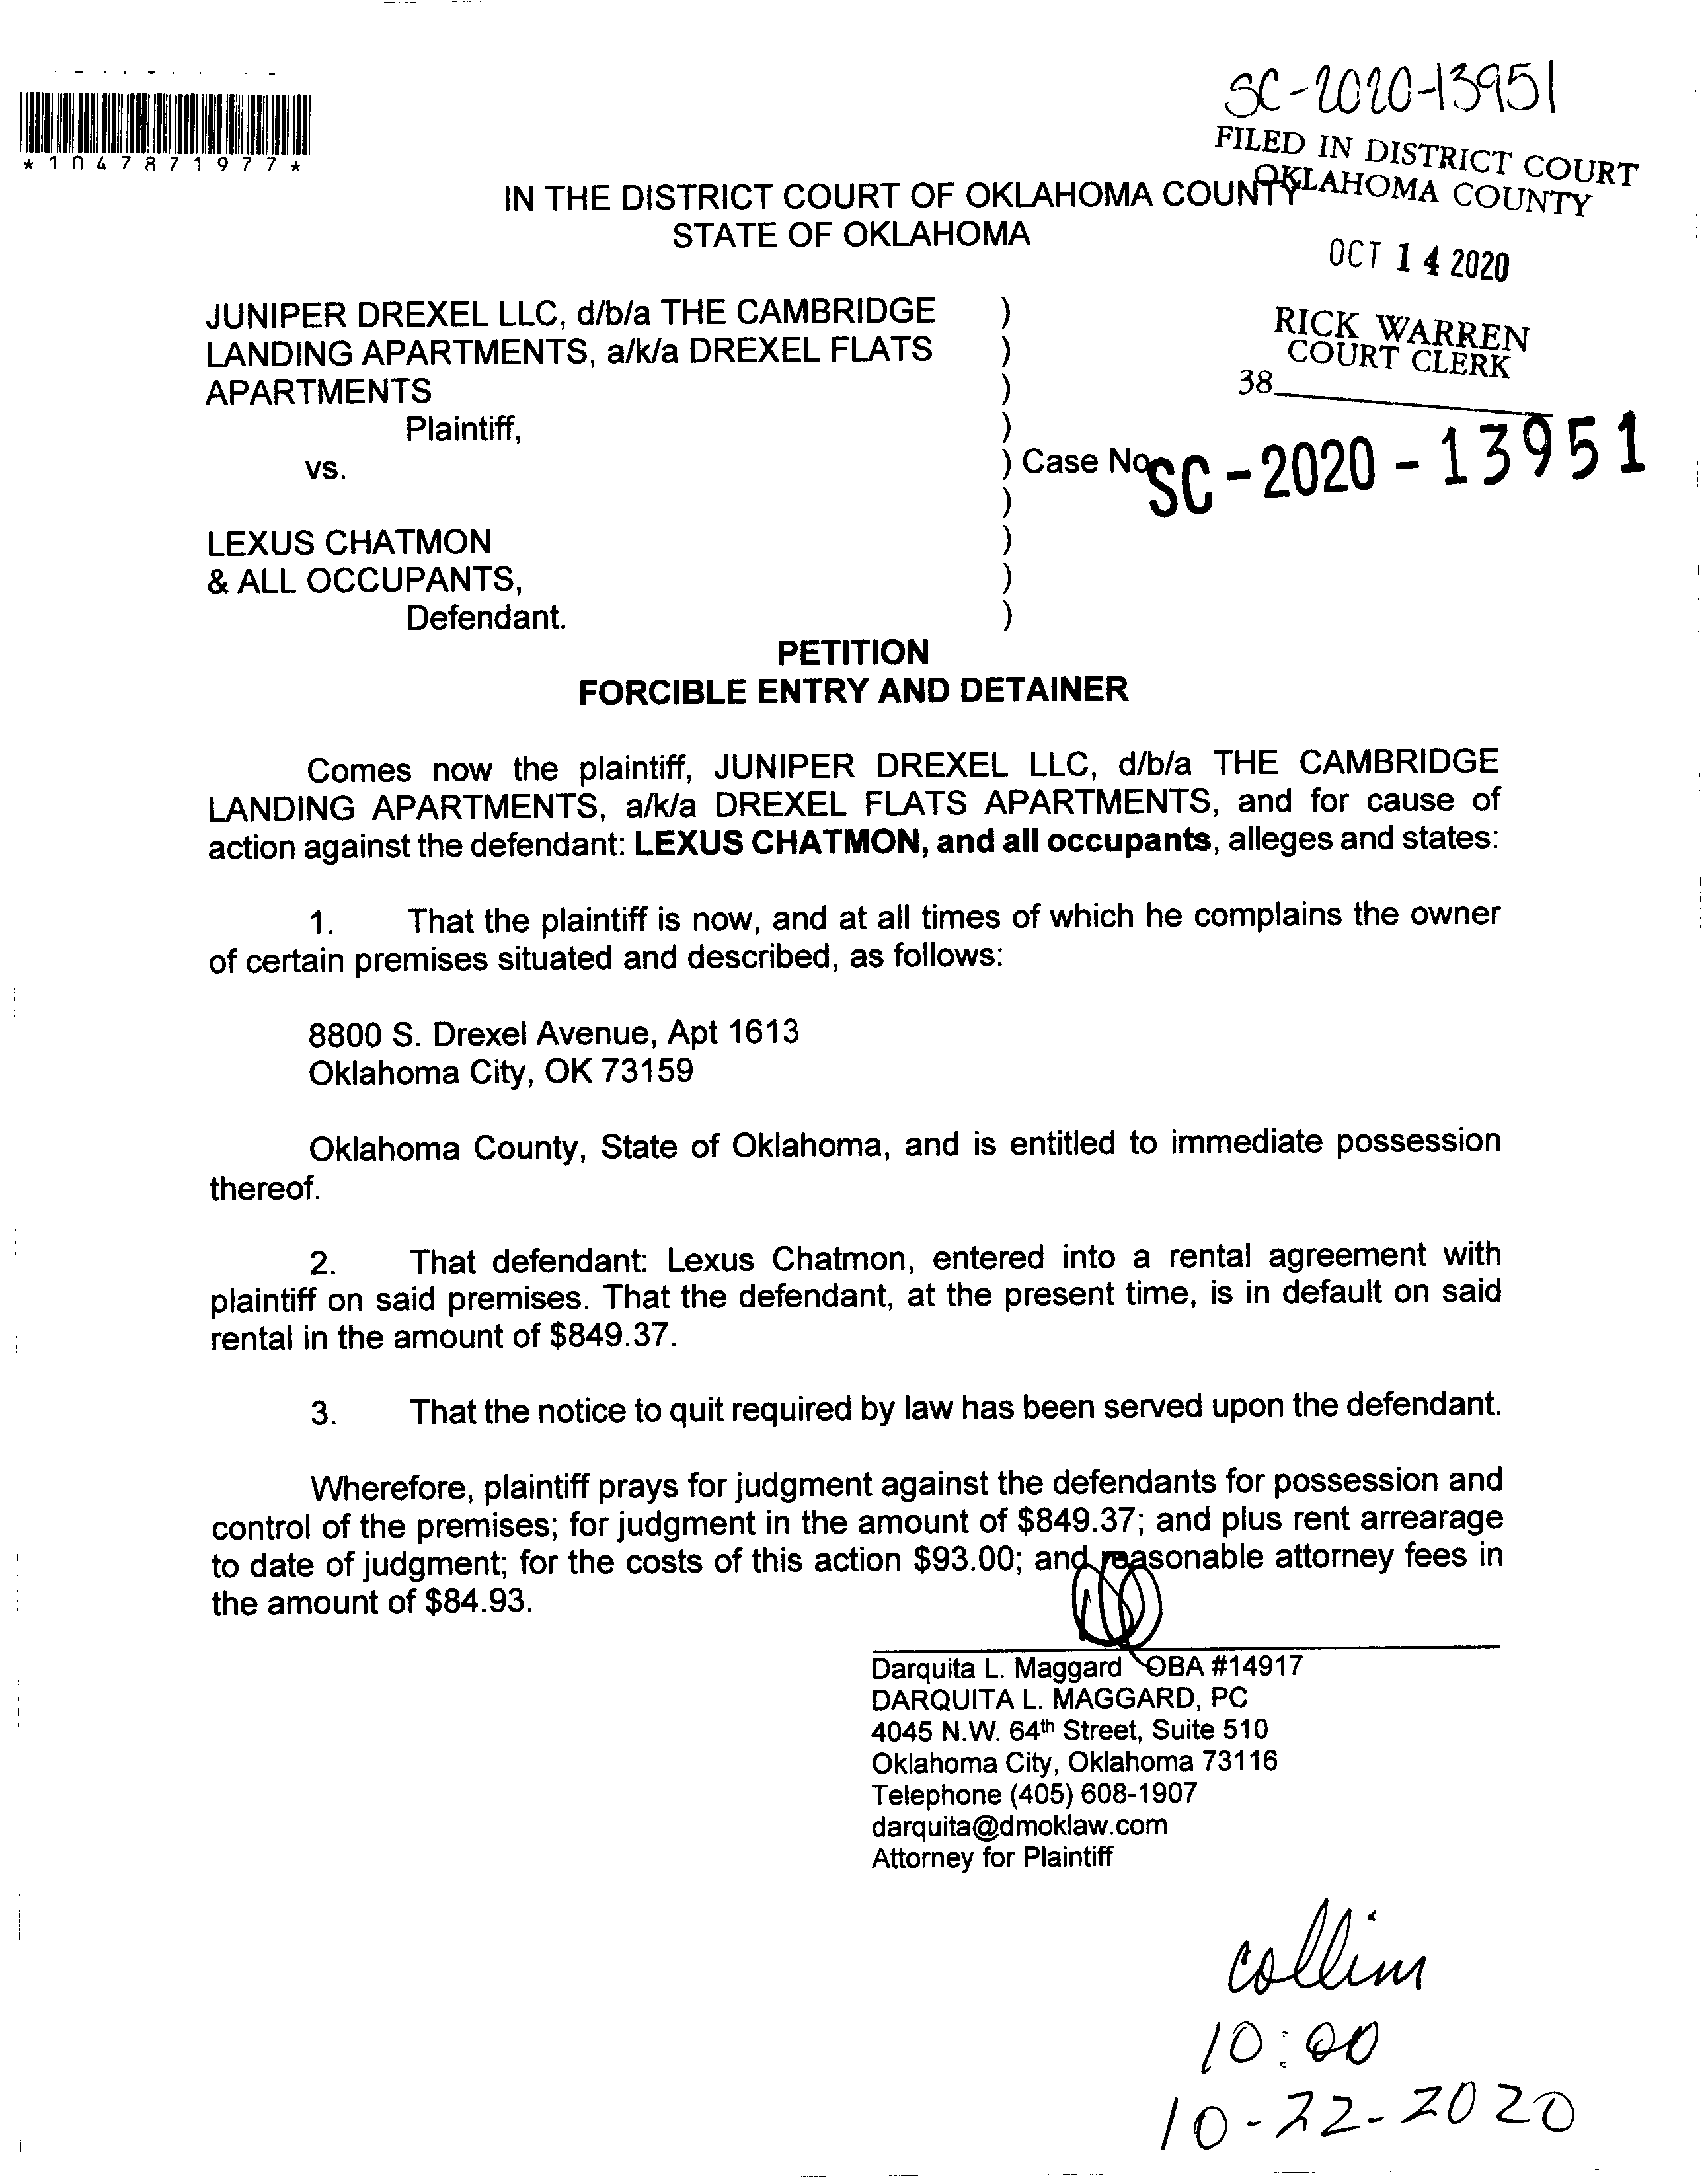 SC-2020-13951
*1047871977*
FILED IN DISTRICT COURT
OKLAHOMA COUNTY
IN THE DISTRICT COURT OF OKLAHOMA COUNTY
STATE OF OKLAHOMA
OCT 14 2020
RICK WARREN
COURT CLERK
38
JUNIPER DREXEL LLC, d/b/a THE CAMBRIDGE )
LANDING APARTMENTS, a/k/a DREXEL FLATS )
APARTMENTS )
Plaintiff, )
vs. ) Case No. SC-2020-13951
)
LEXUS CHATMON )
& ALL OCCUPANTS, )
Defendant. )
PETITION
FORCIBLE ENTRY AND DETAINER
Comes now the plaintiff, JUNIPER DREXEL LLC, d/b/a THE CAMBRIDGE
LANDING APARTMENTS, a/k/a DREXEL FLATS APARTMENTS, and for cause of
action against the defendant: LEXUS CHATMON, and all occupants, alleges and states:
1. That the plaintiff is now, and at all times of which he complains the owner
of certain premises situated and described, as follows:
8800 S. Drexel Avenue, Apt 1613
Oklahoma City, OK 73159
Oklahoma County, State of Oklahoma, and is entitled to immediate possession
thereof.
2. That defendant: Lexus Chatmon, entered into a rental agreement with
plaintiff on said premises. That the defendant, at the present time, is in default on said
rental in the amount of $849.37.
3. That the notice to quit required by law has been served upon the defendant.
Wherefore, plaintiff prays for judgment against the defendants for possession and
control of the premises; for judgment in the amount of $849.37; and plus rent arrearage
to date of judgment; for the costs of this action $93.00; and reasonable attorney fees in
the amount of $84.93.
Darquita L. Maggard OBA #14917
DARQUITA L. MAGGARD, PC
4045 N.W. 64th Street, Suite 510
Oklahoma City, Oklahoma 73116
Telephone (405) 608-1907
darquita@dmoklaw.com
Attorney for Plaintiff
10:00
10-22-2020